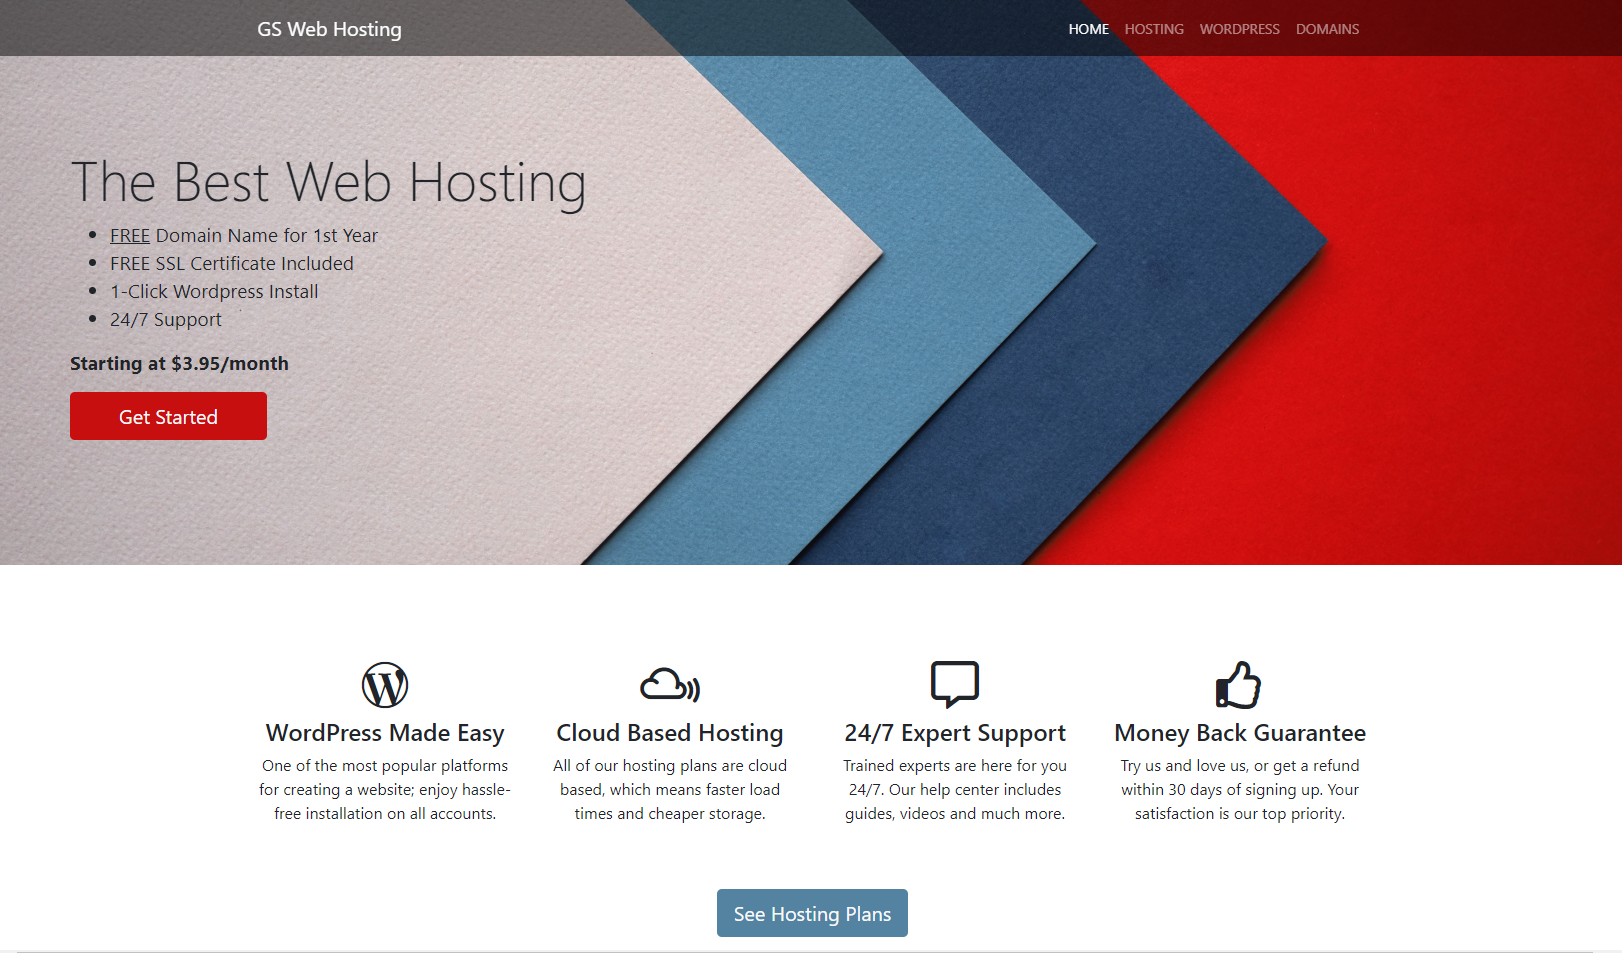 GS Web Hosting
HOME HOSTING WORDPRESS DOMAINS
The Best Web Hosting
FREE Domain Name for 1st Year
FREE SSL Certificate Included
1-Click Wordpress Install
24/7 Support
Starting at $3.95/month
Get Started
WordPress Made Easy
One of the most popular platforms
for creating a website; enjoy hassle-
free installation on all accounts.
Cloud Based Hosting
All of our hosting plans are cloud
based, which means faster load
times and cheaper storage.
24/7 Expert Support
Trained experts are here for you
24/7. Our help center includes
guides, videos and much more.
Money Back Guarantee
Try us and love us, or get a refund
within 30 days of signing up. Your
satisfaction is our top priority.
See Hosting Plans